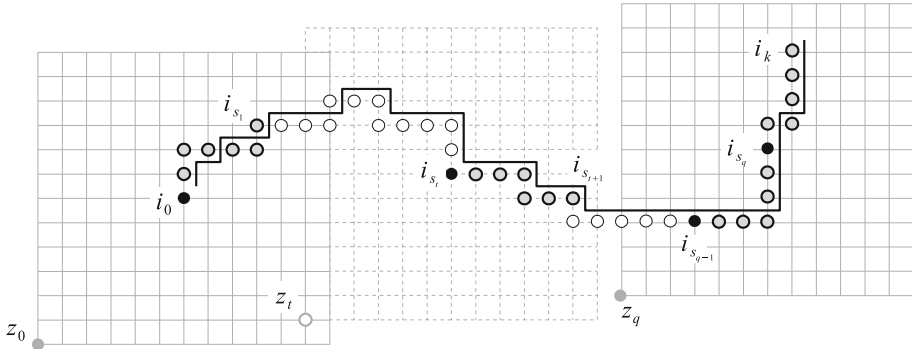 i_k
i_{s_1}
i_{s_q}
i_{s_t}
i_{s_{t+1}}
i_0
i_{s_{q-1}}
z_t
z_q
z_0